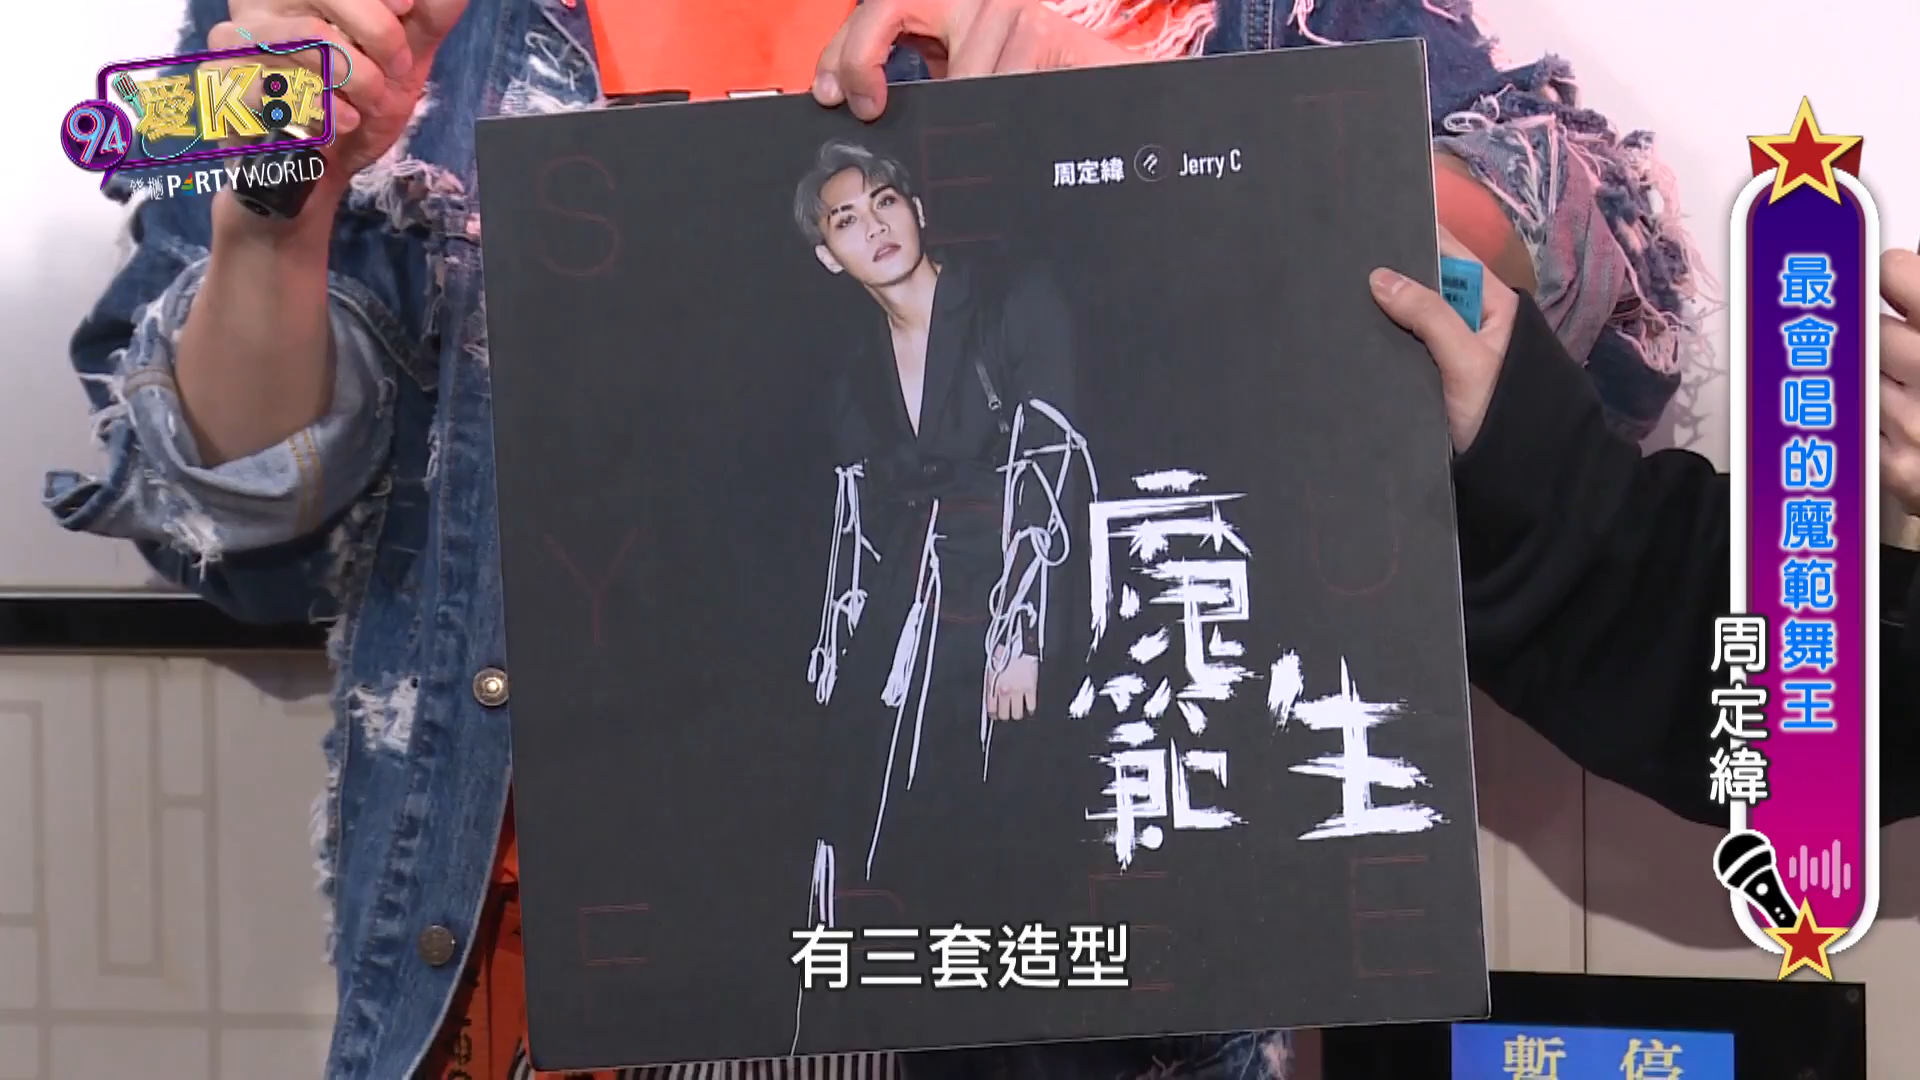 94愛K歌
錢櫃 PARTYWORLD
S E T
周定緯 Jerry C
Y O U
魔範生
F R E E
有三套造型
最會唱的魔範舞王
周定緯
暫停